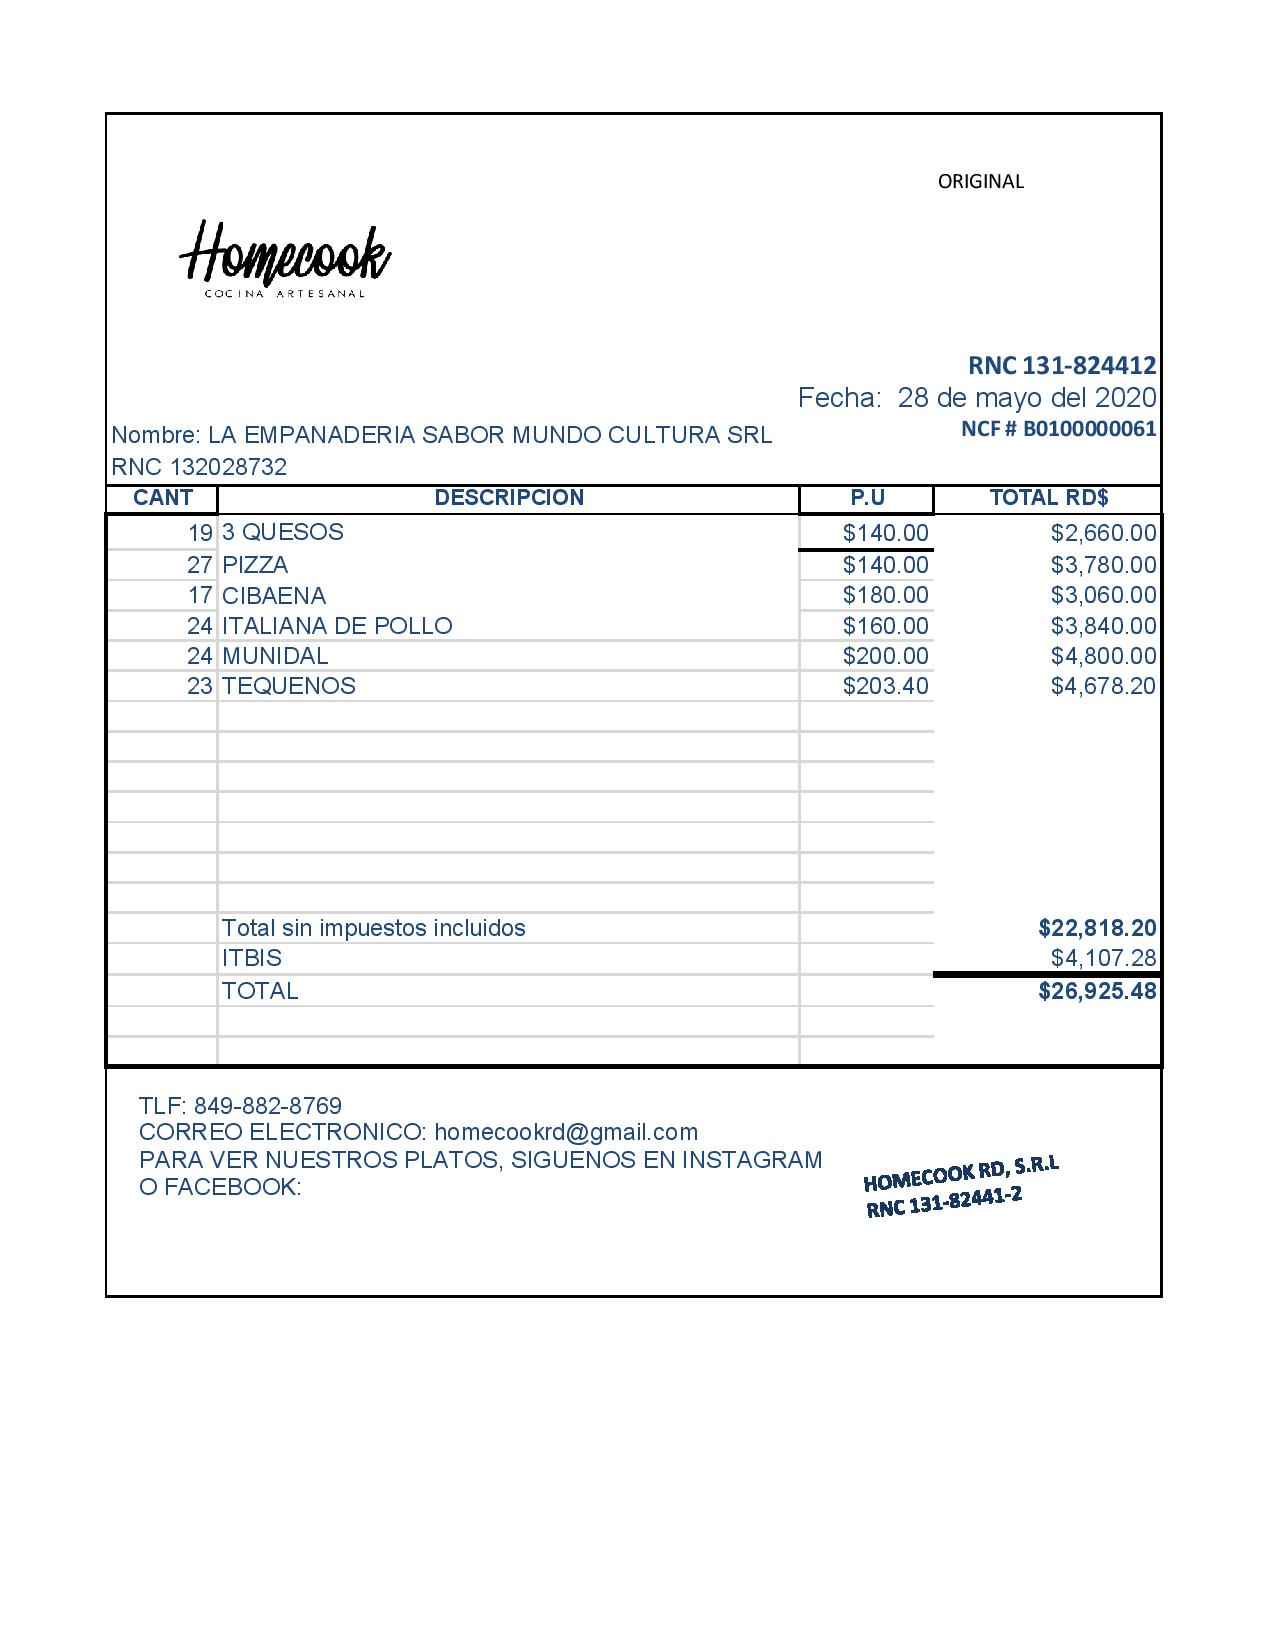 ORIGINAL
Homecook
COCINA ARTESANAL
RNC 131-824412
Fecha: 28 de mayo del 2020
Nombre: LA EMPANADERIA SABOR MUNDO CULTURA SRL NCF # B0100000061
RNC 132028732
CANT DESCRIPCION P.U TOTAL RD$
19 3 QUESOS $140.00 $2,660.00
27 PIZZA $140.00 $3,780.00
17 CIBAENA $180.00 $3,060.00
24 ITALIANA DE POLLO $160.00 $3,840.00
24 MUNIDAL $200.00 $4,800.00
23 TEQUENOS $203.40 $4,678.20
Total sin impuestos incluidos $22,818.20
ITBIS $4,107.28
TOTAL $26,925.48
TLF: 849-882-8769
CORREO ELECTRONICO: homecookrd@gmail.com
PARA VER NUESTROS PLATOS, SIGUENOS EN INSTAGRAM
O FACEBOOK:
HOMECOOK RD, S.R.L
RNC 131-82441-2